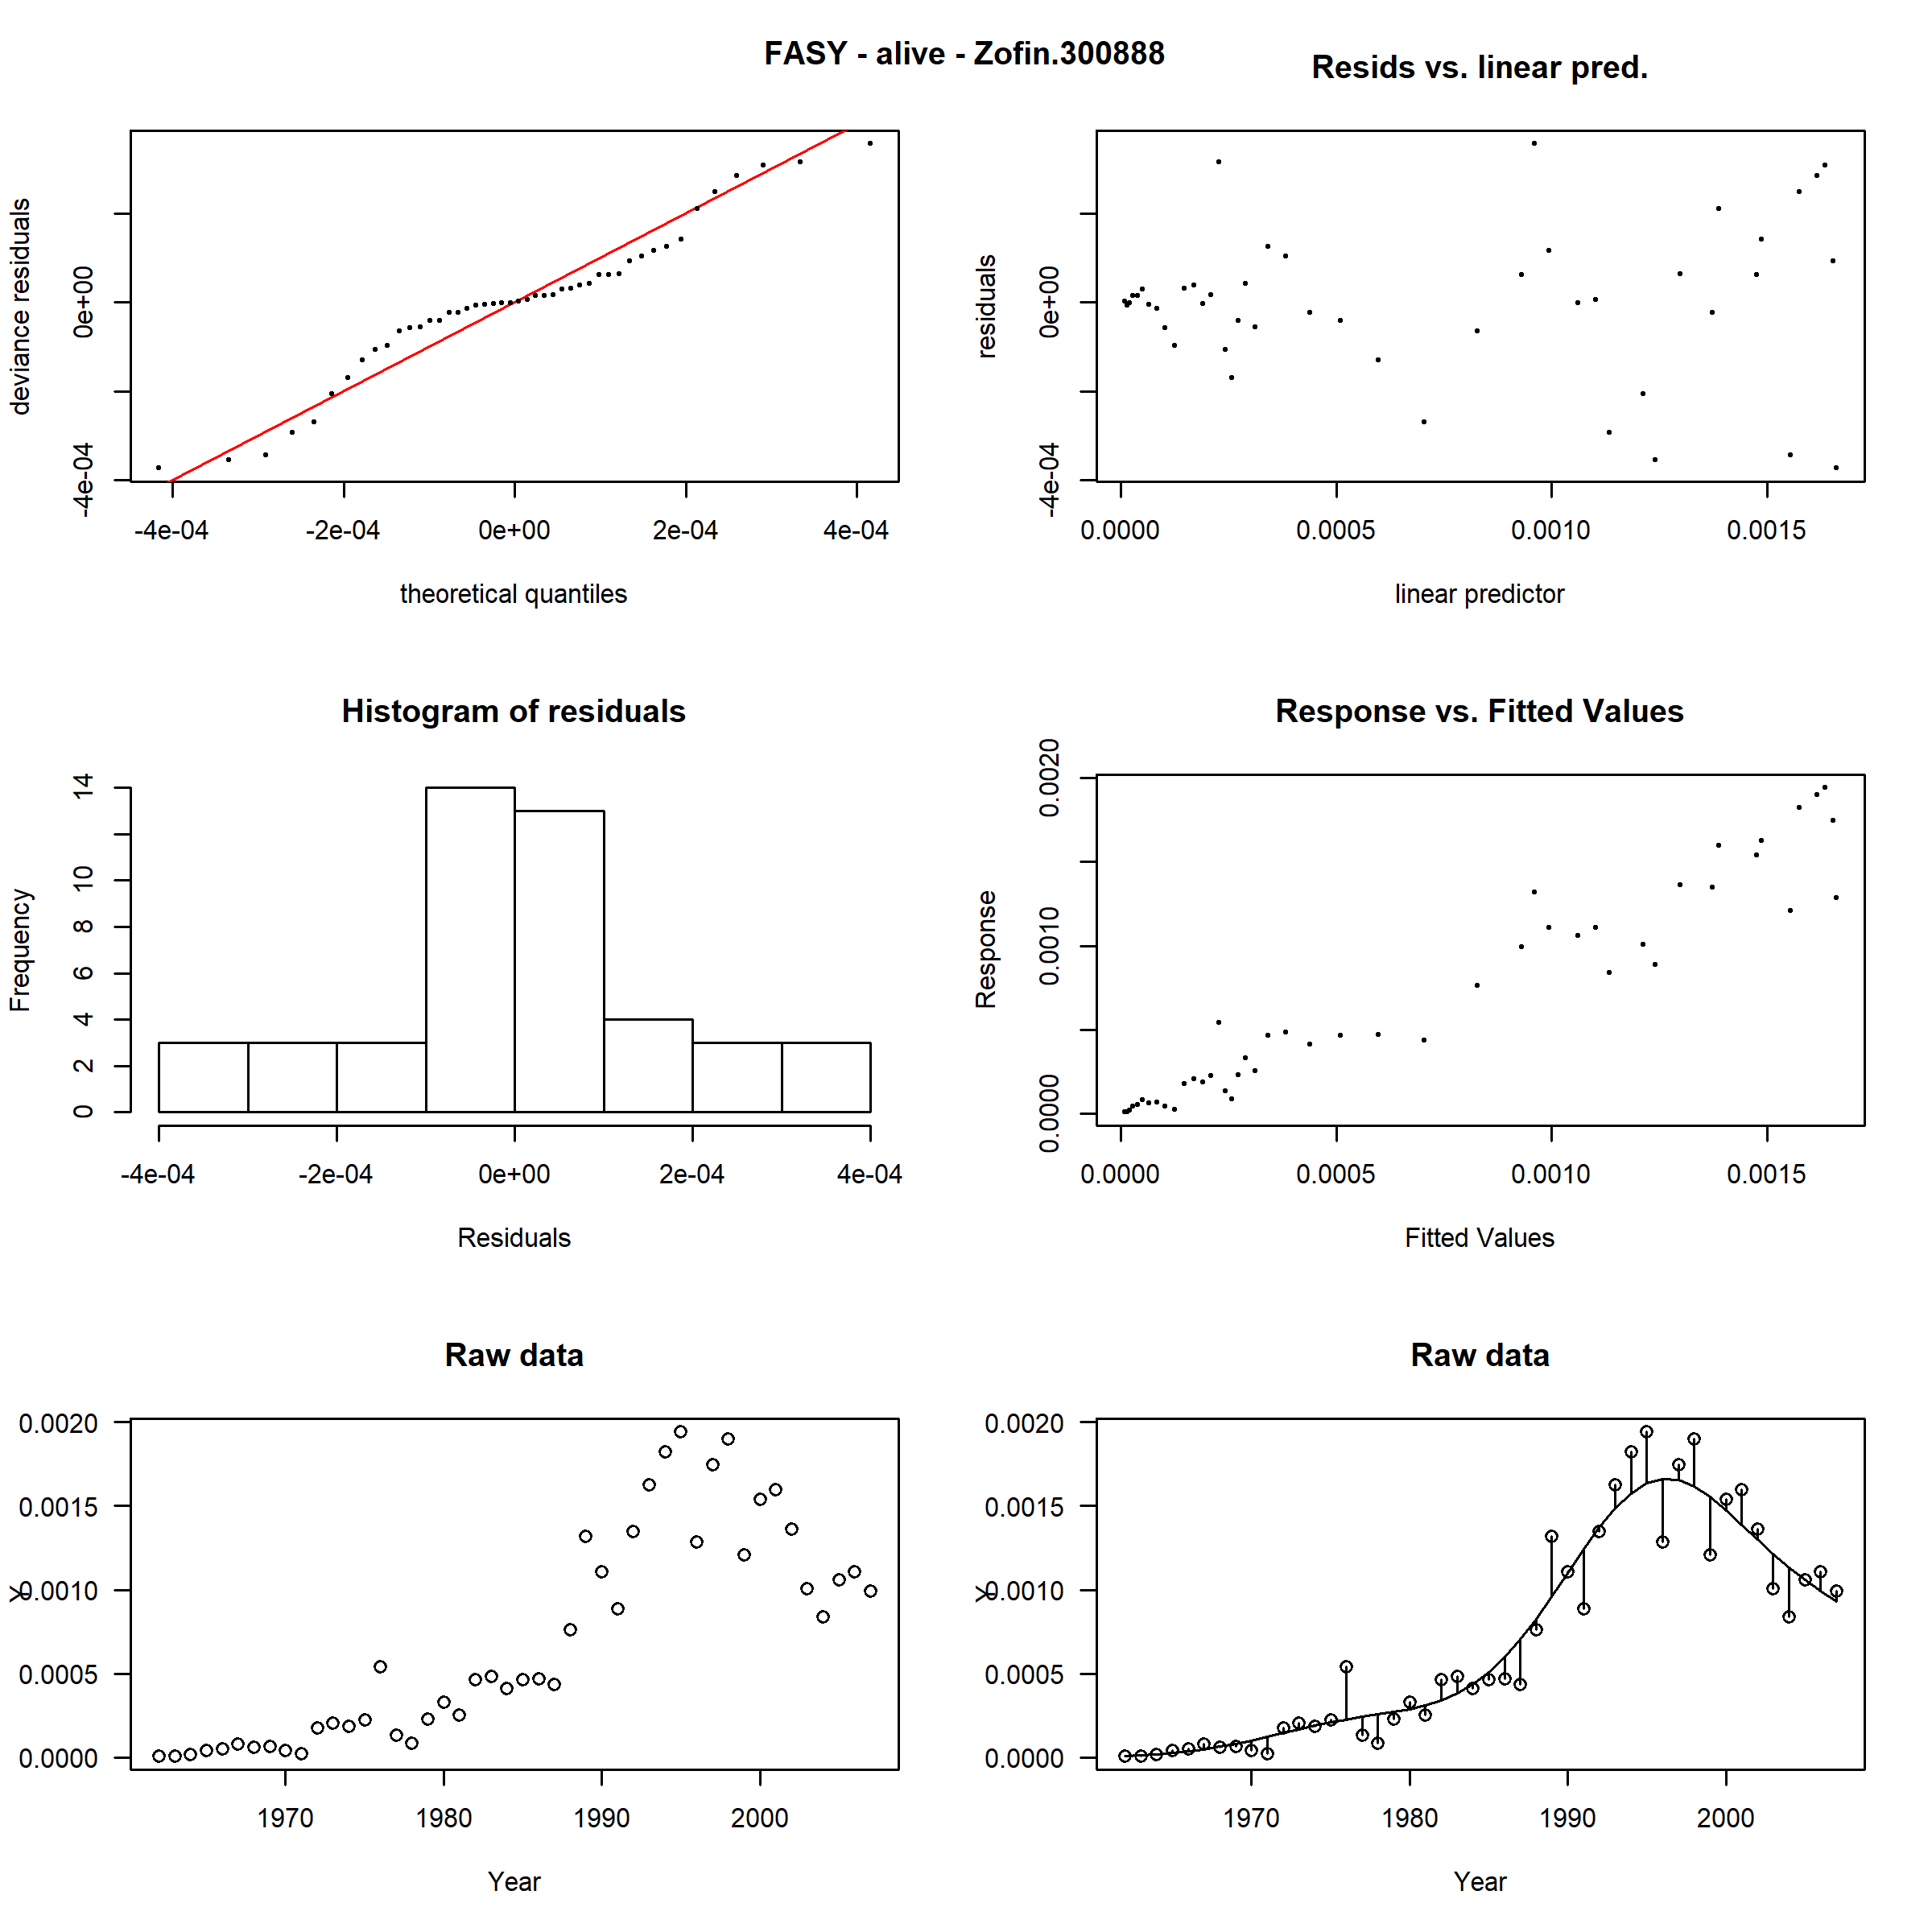 FASY - alive - Zofin.300888
Resids vs. linear pred.
deviance residuals
-4e-04
0e+00
-4e-04 -2e-04 0e+00 2e-04 4e-04
theoretical quantiles
residuals
-4e-04
0e+00
0.0000 0.0005 0.0010 0.0015
linear predictor
Histogram of residuals
Frequency
0 2 4 6 8 10 14
-4e-04 -2e-04 0e+00 2e-04 4e-04
Residuals
Response vs. Fitted Values
Response
0.0000 0.0010 0.0020
0.0000 0.0005 0.0010 0.0015
Fitted Values
Raw data
Y
0.0020
0.0015
0.0010
0.0005
0.0000
1970 1980 1990 2000
Year
Raw data
Y
0.0020
0.0015
0.0010
0.0005
0.0000
1970 1980 1990 2000
Year